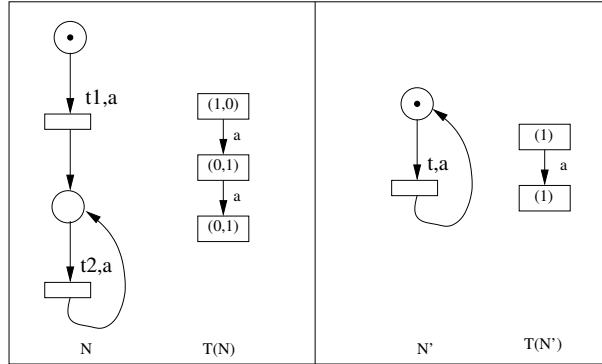 t1,a
t2,a
N
(1,0)
a
(0,1)
a
(0,1)
T(N)
t,a
N'
(1)
a
(1)
T(N')